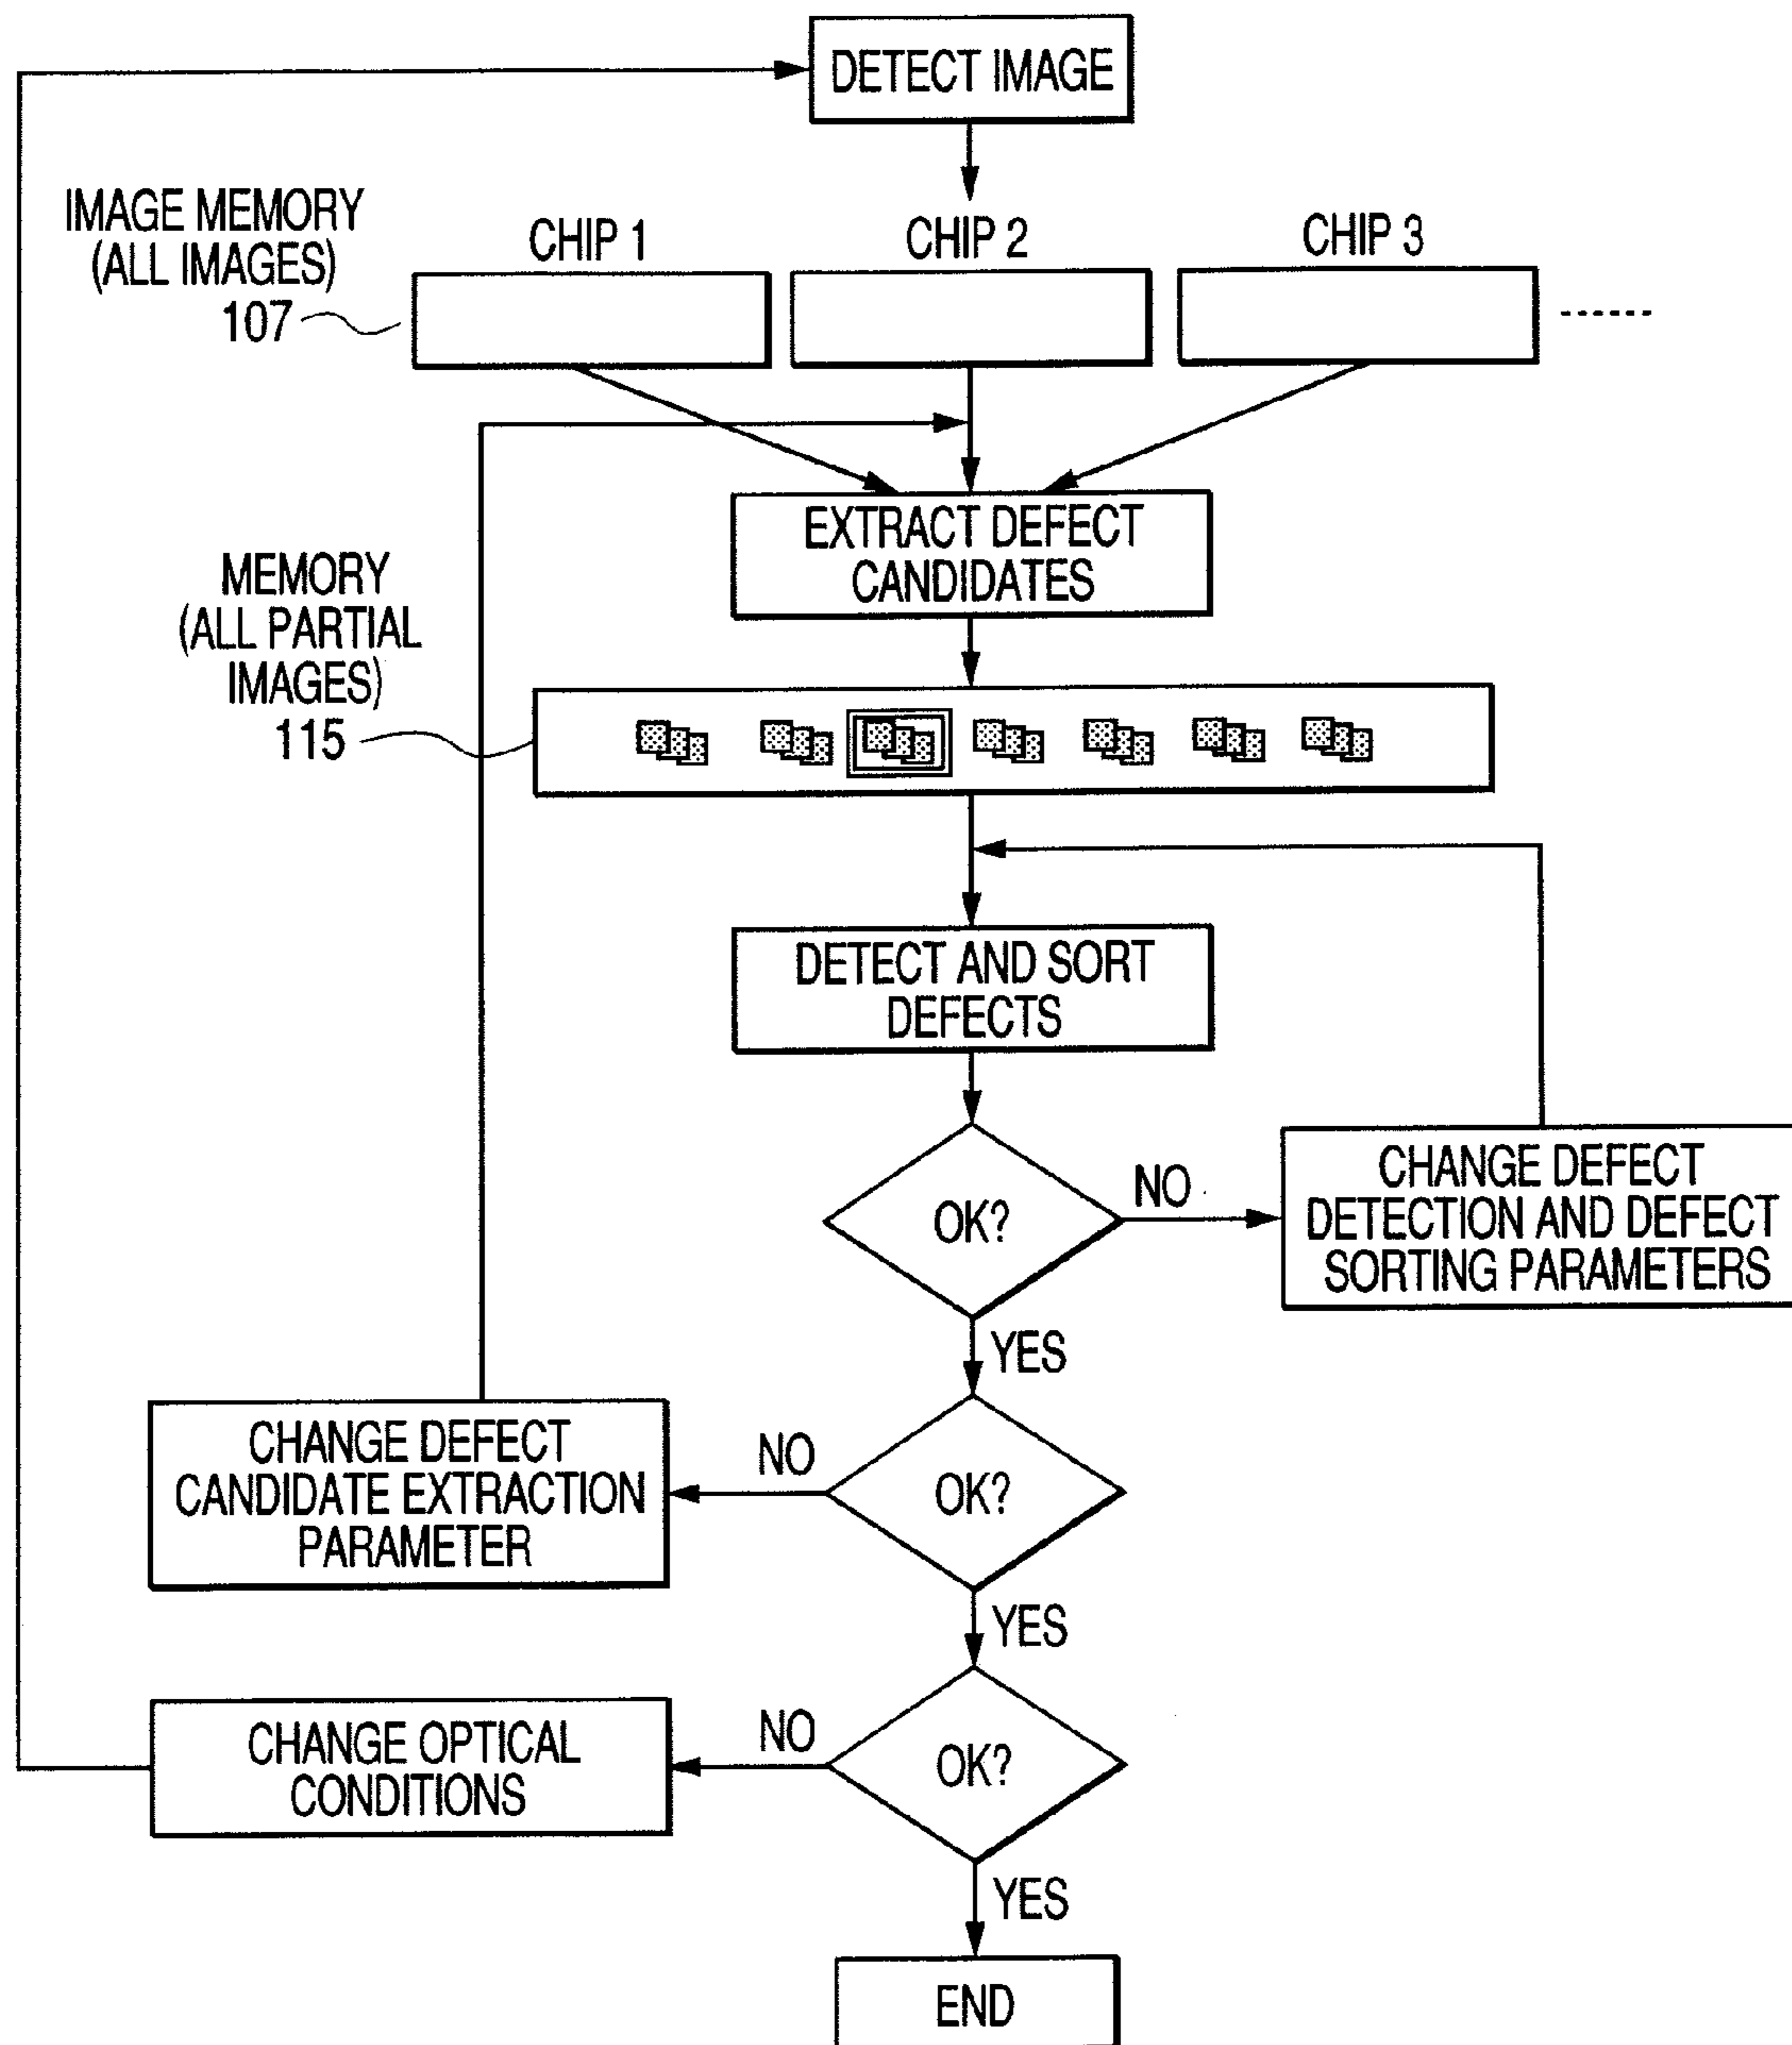 DETECT IMAGE
IMAGE MEMORY
(ALL IMAGES)
107
CHIP 1
CHIP 2
CHIP 3
EXTRACT DEFECT
CANDIDATES
MEMORY
(ALL PARTIAL
IMAGES)
115
DETECT AND SORT
DEFECTS
OK?
NO
CHANGE DEFECT
DETECTION AND DEFECT
SORTING PARAMETERS
YES
CHANGE DEFECT
CANDIDATE EXTRACTION
PARAMETER
NO
OK?
YES
CHANGE OPTICAL
CONDITIONS
NO
OK?
YES
END